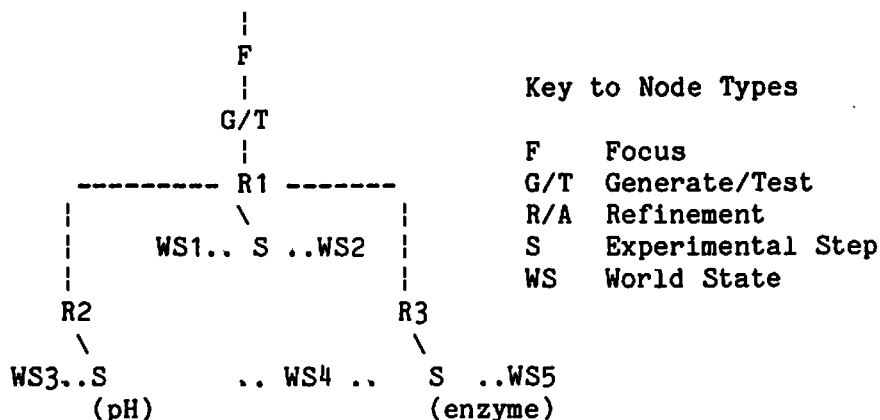 F
Key to Node Types
G/T
F Focus
G/T Generate/Test
R1
R/A Refinement
S Experimental Step
WS1.. S ..WS2
WS World State
R2 R3
WS3..S .. WS4 .. S ..WS5
(pH) (enzyme)